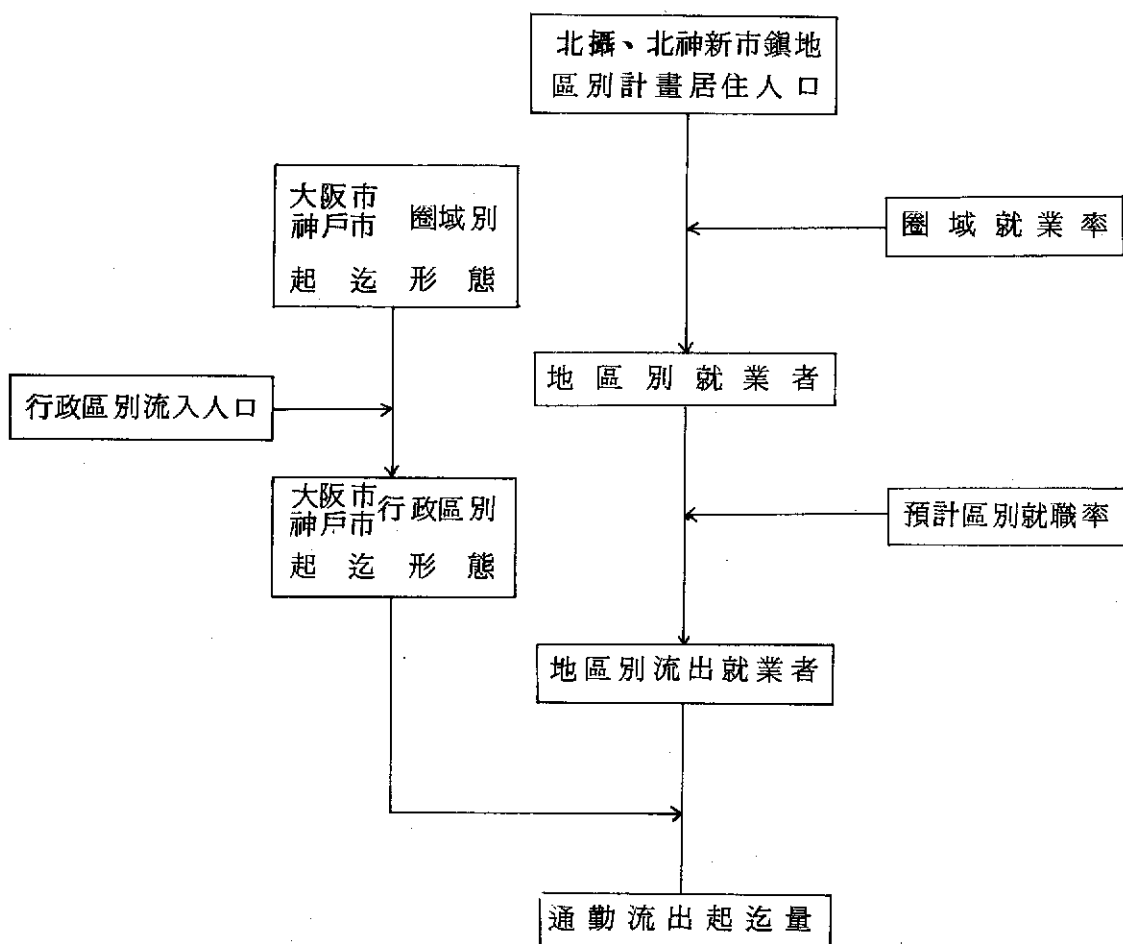 北攝、北神新市鎮地
區別計畫居住人口
大阪市
神戶市
圈域別
起迄形態
圈域就業率
地區別就業者
行政區別流入人口
大阪市
神戶市
行政區別
起迄形態
預計區別就職率
地區別流出就業者
通勤流出起迄量